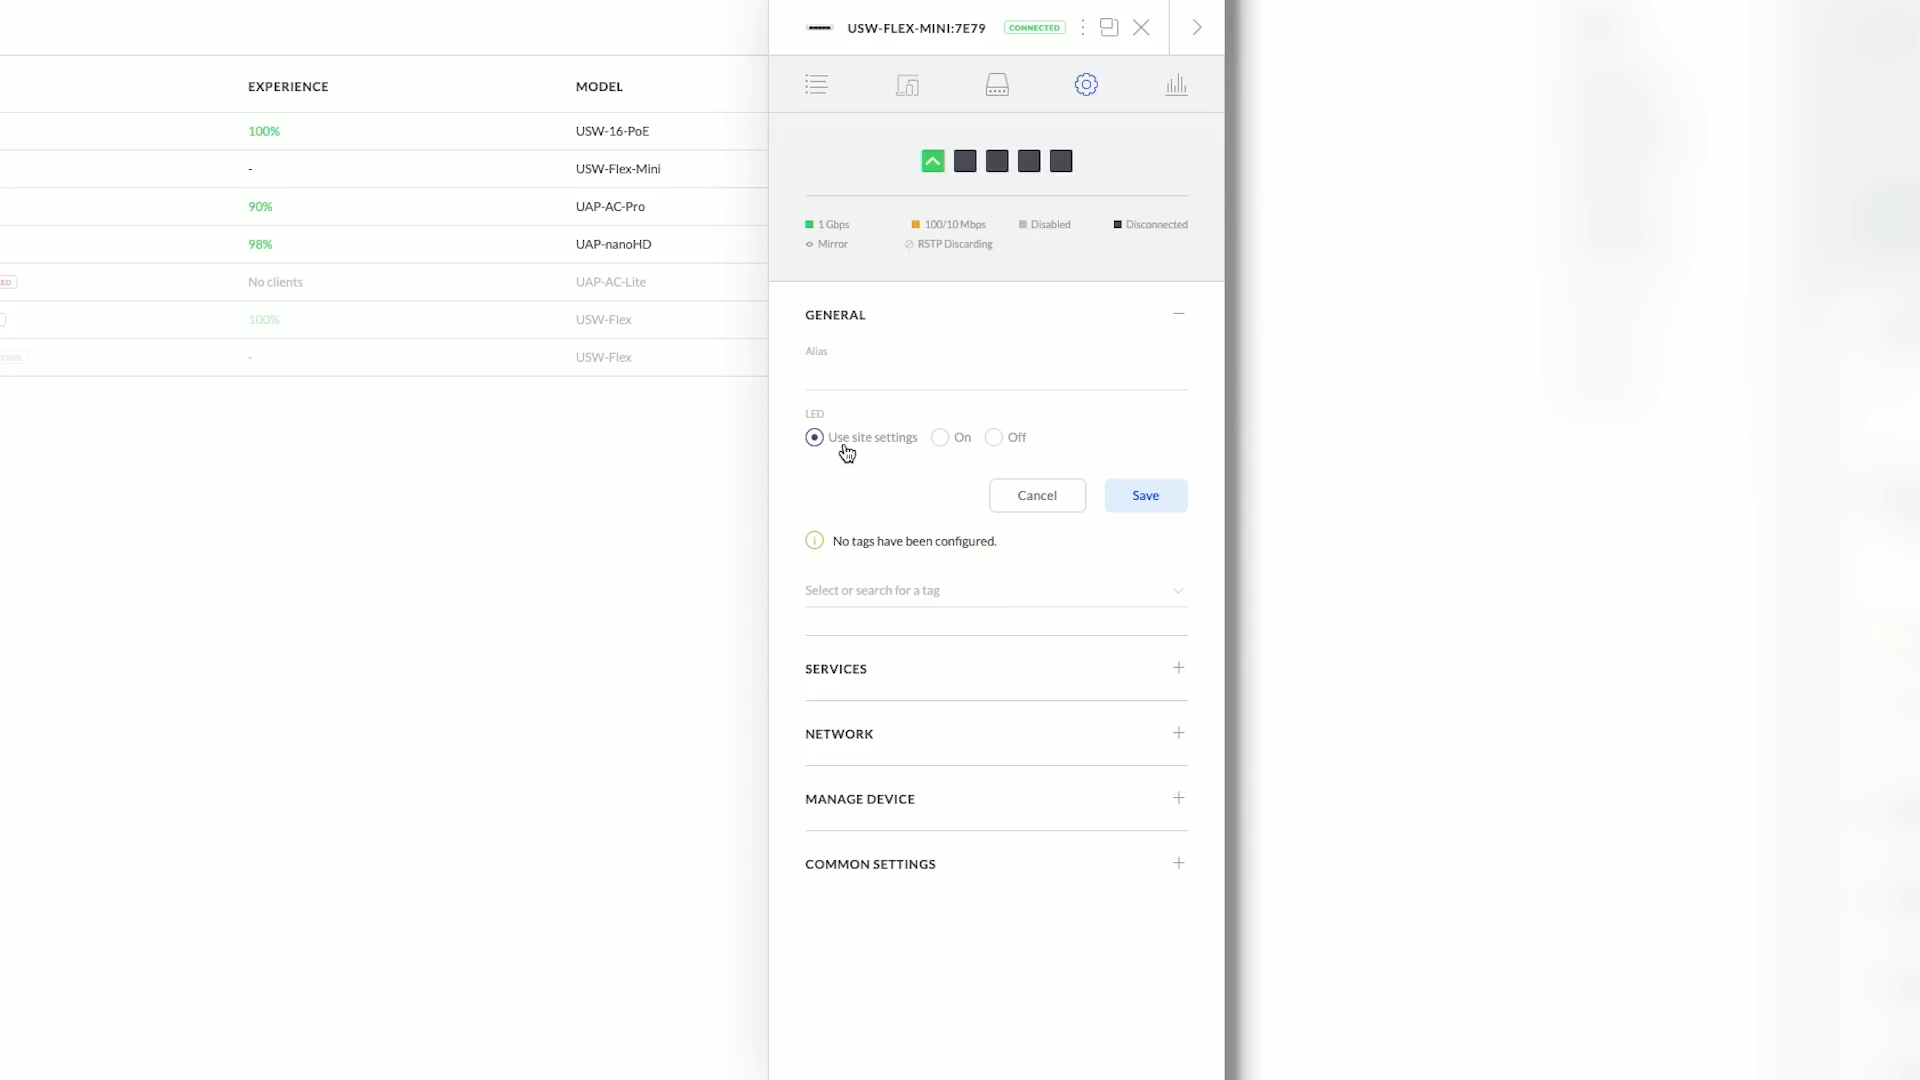 USW-FLEX-MINI:7E79 CONNECTED
EXPERIENCE MODEL
100% USW-16-PoE
- USW-Flex-Mini
90% UAP-AC-Pro
98% UAP-nanoHD
ED No clients UAP-AC-Lite
100% USW-Flex
- USW-Flex
1 Gbps 100/10 Mbps Disabled Disconnected
Mirror RSTP Discarding
GENERAL
Alias
LED
Use site settings On Off
Cancel Save
No tags have been configured.
Select or search for a tag
SERVICES
NETWORK
MANAGE DEVICE
COMMON SETTINGS